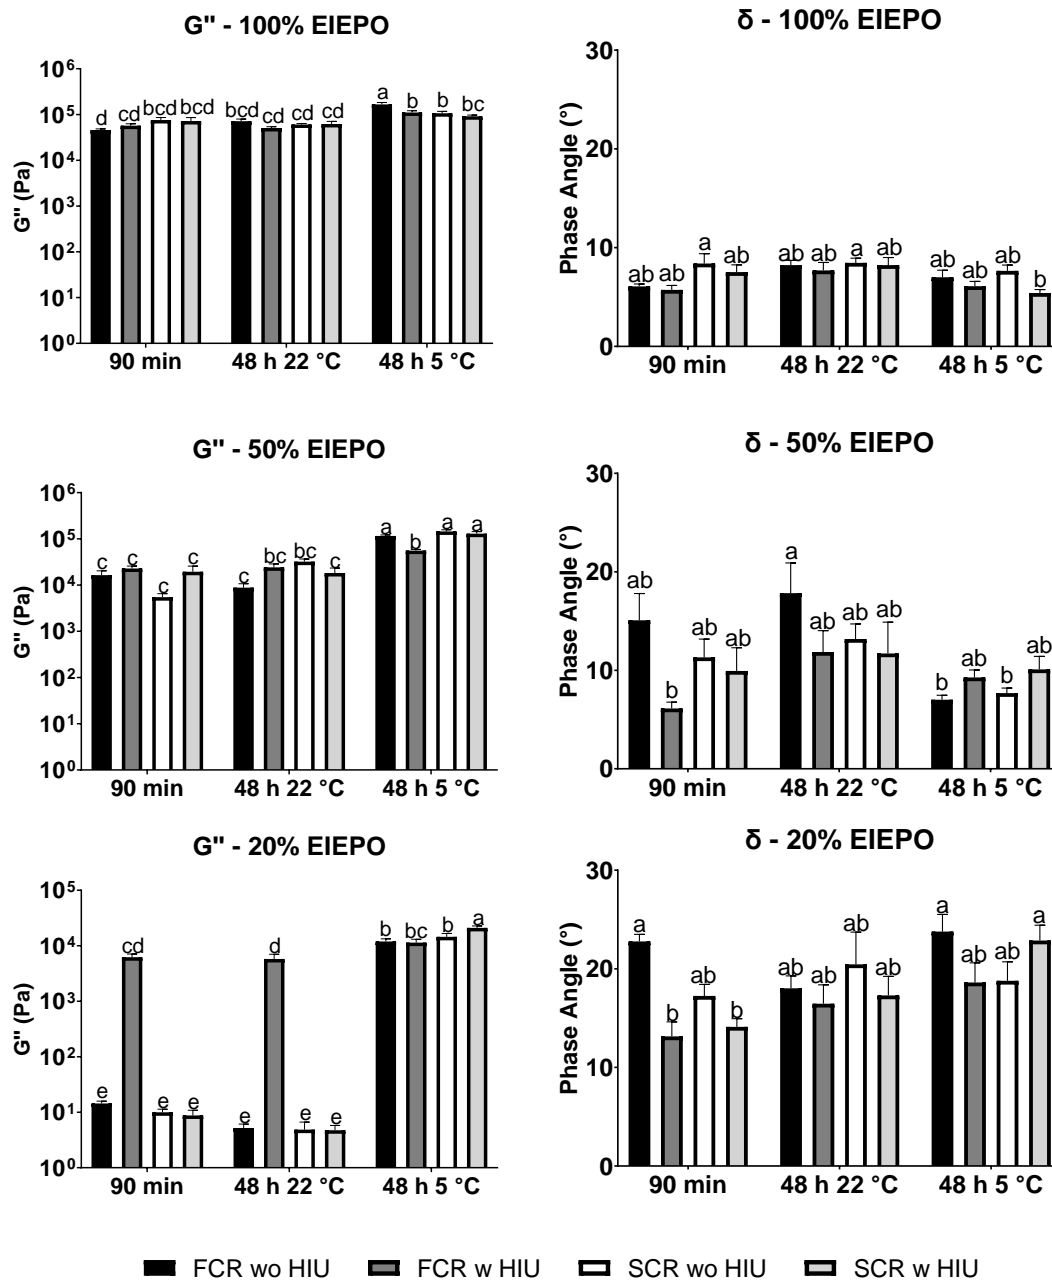 G" - 100% EIEPO
G" (Pa)
10⁶
10⁵
10⁴
10³
10²
10¹
10⁰
d cd bcd bcd bcd cd cd cd a b b bc
90 min 48 h 22 °C 48 h 5 °C
δ - 100% EIEPO
Phase Angle (°)
30
20
10
0
ab ab a ab ab ab a ab ab ab ab b
90 min 48 h 22 °C 48 h 5 °C
G" - 50% EIEPO
G" (Pa)
10⁶
10⁵
10⁴
10³
10²
10¹
10⁰
c c c c c bc bc c a b a a
90 min 48 h 22 °C 48 h 5 °C
δ - 50% EIEPO
Phase Angle (°)
30
20
10
0
ab b ab ab a ab ab ab b ab b ab
90 min 48 h 22 °C 48 h 5 °C
G" - 20% EIEPO
G" (Pa)
10⁵
10⁴
10³
10²
10¹
10⁰
e cd e e e d e e b bc b a
90 min 48 h 22 °C 48 h 5 °C
δ - 20% EIEPO
Phase Angle (°)
30
20
10
0
a b ab b ab ab ab ab a ab ab a
90 min 48 h 22 °C 48 h 5 °C
FCR wo HIU FCR w HIU SCR wo HIU SCR w HIU